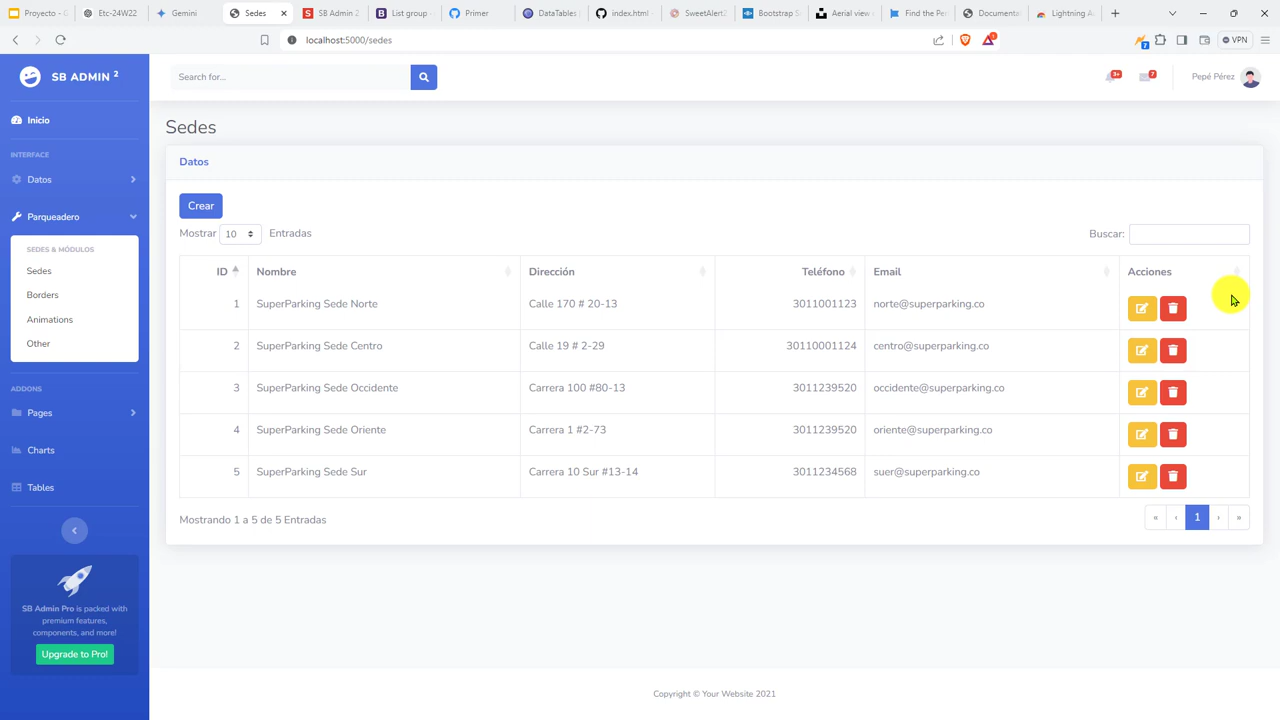 Proyecto - G
Etc-24W22
Gemini
Sedes
SB Admin 2
List group -
Primer
DataTables |
index.html
SweetAlert2
Bootstrap S
Aerial view
Find the Per
Documenta
Lightning A
localhost:5000/sedes
7
1
VPN
SB ADMIN 2
Search for...
3+
7
Pepé Pérez
Inicio
INTERFACE
Datos
Parqueadero
SEDES & MÓDULOS
Sedes
Borders
Animations
Other
ADDONS
Pages
Charts
Tables
SB Admin Pro is packed with
premium features,
components, and more!
Upgrade to Pro!
Sedes
Datos
Crear
Mostrar 10 Entradas
Buscar:
ID Nombre Dirección Teléfono Email Acciones
1 SuperParking Sede Norte Calle 170 # 20-13 3011001123 norte@superparking.co
2 SuperParking Sede Centro Calle 19 # 2-29 30110001124 centro@superparking.co
3 SuperParking Sede Occidente Carrera 100 #80-13 3011239520 occidente@superparking.co
4 SuperParking Sede Oriente Carrera 1 #2-73 3011239520 oriente@superparking.co
5 SuperParking Sede Sur Carrera 10 Sur #13-14 3011234568 suer@superparking.co
Mostrando 1 a 5 de 5 Entradas
« ‹ 1 › »
Copyright © Your Website 2021